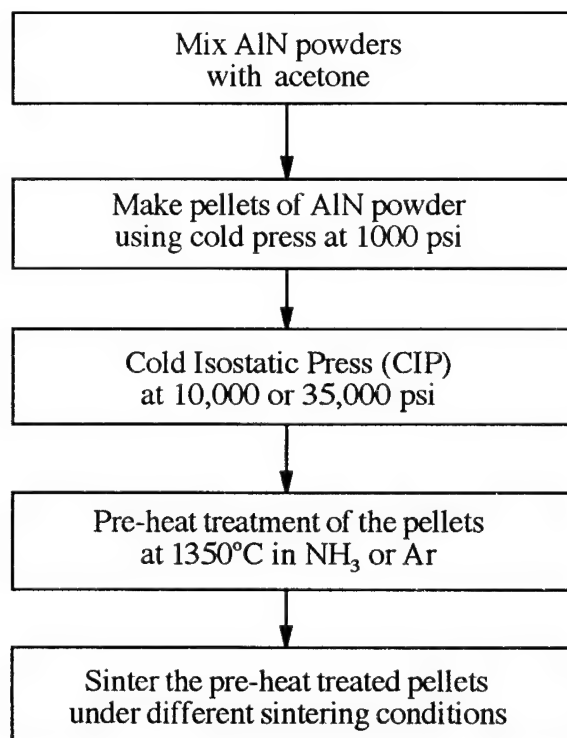 Mix AlN powders
with acetone
Make pellets of AlN powder
using cold press at 1000 psi
Cold Isostatic Press (CIP)
at 10,000 or 35,000 psi
Pre-heat treatment of the pellets
at 1350°C in NH₃ or Ar
Sinter the pre-heat treated pellets
under different sintering conditions